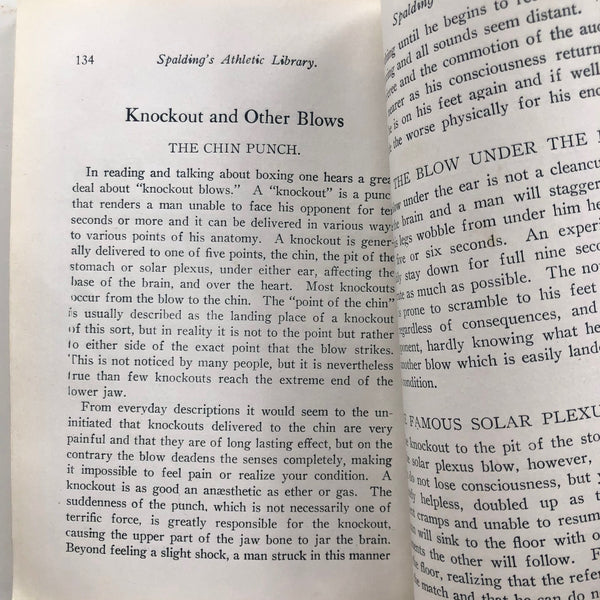 134 Spalding's Athletic Library.
Knockout and Other Blows
THE CHIN PUNCH.
In reading and talking about boxing one hears a grea
deal about "knockout blows." A "knockout" is a punc
that renders a man unable to face his opponent for te
seconds or more and it can be delivered in various way
to various points of his anatomy. A knockout is gener-
ally delivered to one of five points, the chin, the pit of the
stomach or solar plexus, under either ear, affecting the
base of the brain, and over the heart. Most knockouts
occur from the blow to the chin. The "point of the chin"
is usually described as the landing place of a knockout
of this sort, but in reality it is not to the point but rather
to either side of the exact point that the blow strikes.
This is not noticed by many people, but it is nevertheless
true than few knockouts reach the extreme end of the
lower jaw.
From everyday descriptions it would seem to the un-
initiated that knockouts delivered to the chin are very
painful and that they are of long lasting effect, but on the
contrary the blow deadens the senses completely, making
it impossible to feel pain or realize your condition. A
knockout is as good an anæsthetic as ether or gas. The
suddenness of the punch, which is not necessarily one of
terrific force, is greatly responsible for the knockout,
causing the upper part of the jaw bone to jar the brain.
Beyond feeling a slight shock, a man struck in this manner
Spalding
until he begins to
and all sounds seem distant.
and the commotion of the au
as his consciousness return
is on his feet again and if well
the worse physically for his en
THE BLOW UNDER THE
under the ear is not a cleancu
the brain and a man will stagger
legs wobble from under him he
five or six seconds. An experi
stay down for full nine secon
as much as possible. The no
prone to scramble to his feet
regardless of consequences, and
hardly knowing what he
another blow which is easily land
condition.
FAMOUS SOLAR PLEXU
knockout to the pit of the sto
solar plexus blow, however,
do not lose consciousness, but y
helpless, doubled up as t
cramps and unable to resum
will sink to the floor with o
the other will follow. F
the floor, realizing that the refer
the match and that he can do n